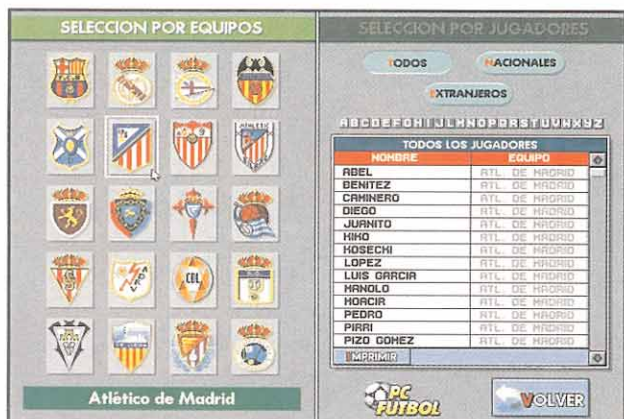 SELECCION POR EQUIPOS
SELECCION POR JUGADORES
TODOS
NACIONALES
EXTRANJEROS
ABCDEFGHIJLMNOPQRSTUVWXYZ
TODOS LOS JUGADORES
NOMBRE EQUIPO
ABEL ATL. DE MADRID
BENITEZ ATL. DE MADRID
CAMINERO ATL. DE MADRID
DIEGO ATL. DE MADRID
JUANITO ATL. DE MADRID
KIKO ATL. DE MADRID
KOSECKI ATL. DE MADRID
LOPEZ ATL. DE MADRID
LUIS GARCIA ATL. DE MADRID
MANOLO ATL. DE MADRID
MOACIR ATL. DE MADRID
PEDRO ATL. DE MADRID
PIRRI ATL. DE MADRID
PIZO GOMEZ ATL. DE MADRID
IMPRIMIR
Atlético de Madrid
PC FUTBOL
VOLVER